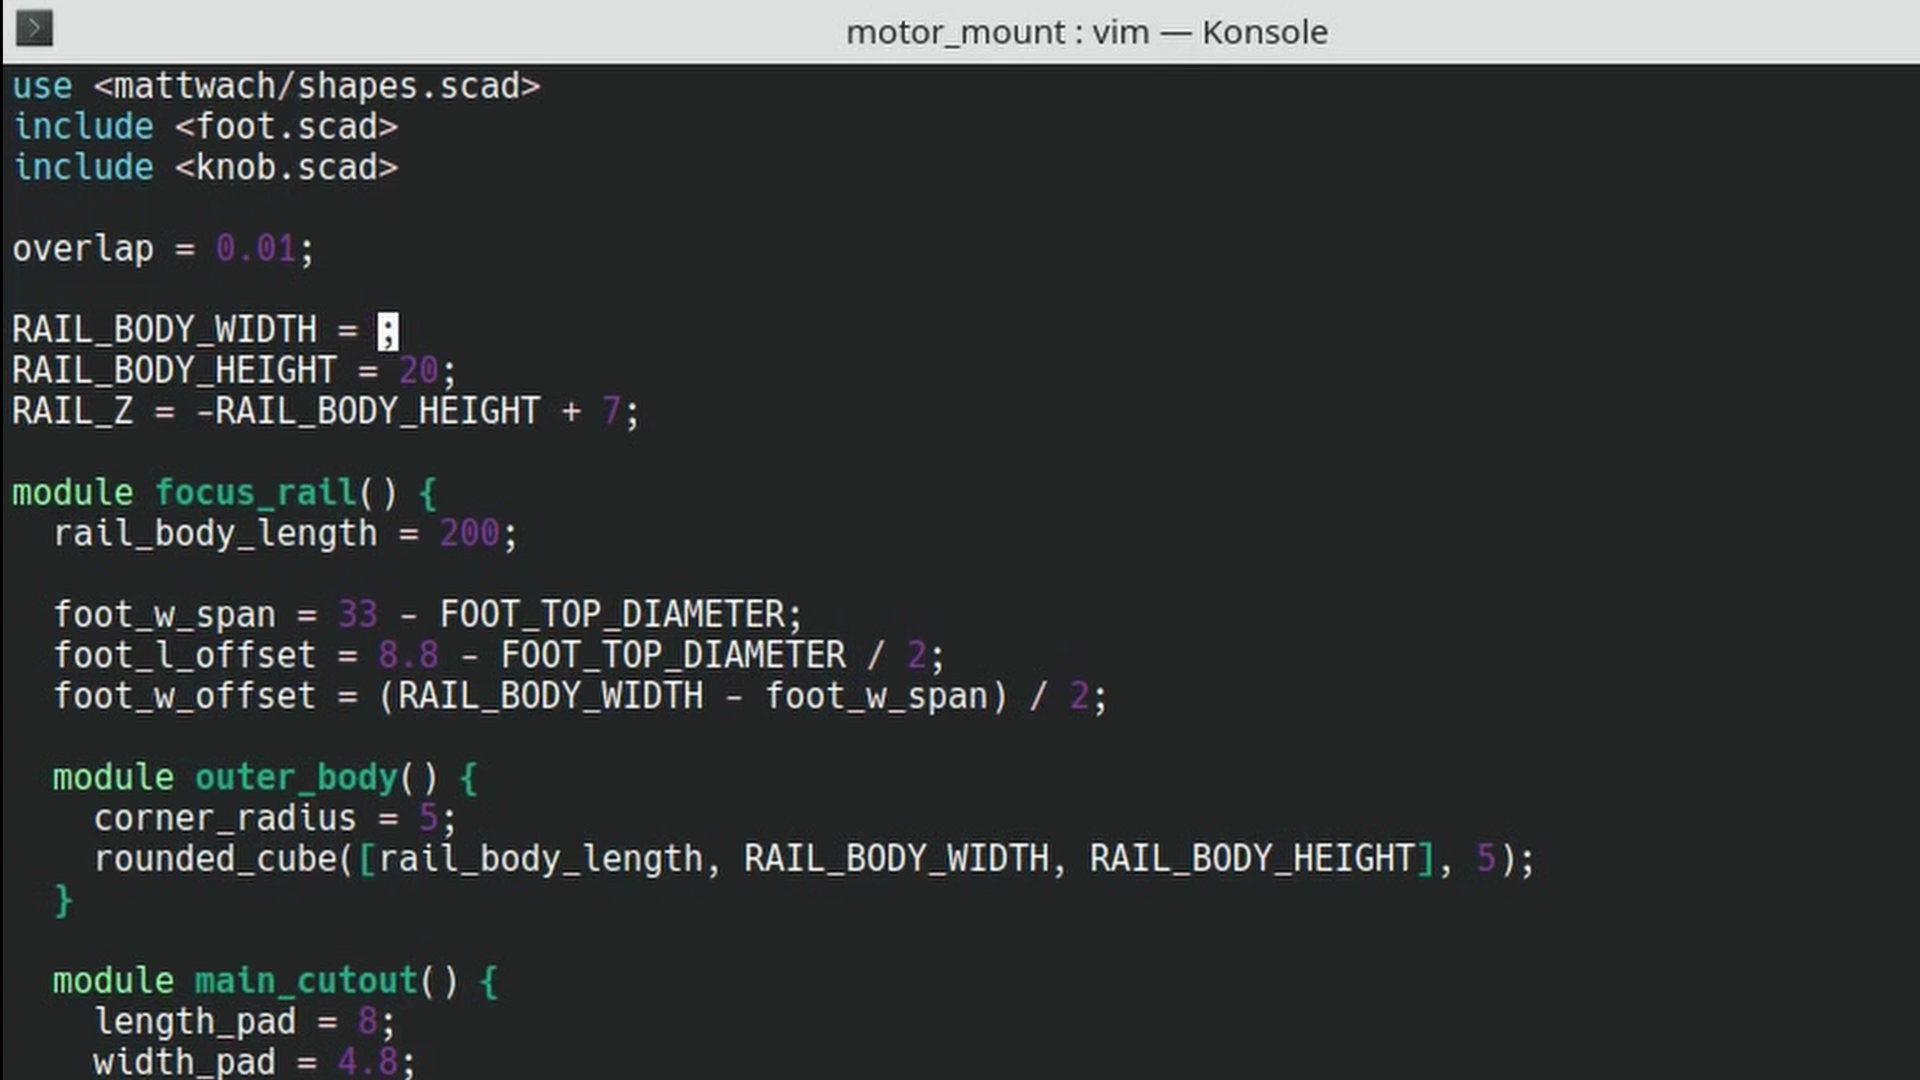 motor_mount : vim — Konsole
use <mattwach/shapes.scad>
include <foot.scad>
include <knob.scad>
overlap = 0.01;
RAIL_BODY_WIDTH = ;
RAIL_BODY_HEIGHT = 20;
RAIL_Z = -RAIL_BODY_HEIGHT + 7;
module focus_rail() {
rail_body_length = 200;
foot_w_span = 33 - FOOT_TOP_DIAMETER;
foot_l_offset = 8.8 - FOOT_TOP_DIAMETER / 2;
foot_w_offset = (RAIL_BODY_WIDTH - foot_w_span) / 2;
module outer_body() {
corner_radius = 5;
rounded_cube([rail_body_length, RAIL_BODY_WIDTH, RAIL_BODY_HEIGHT], 5);
}
module main_cutout() {
length_pad = 8;
width_pad = 4.8;